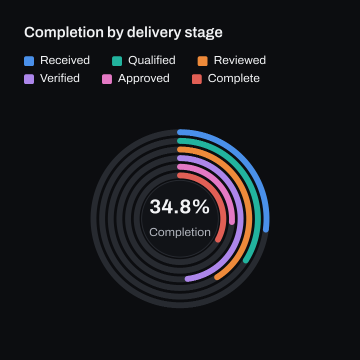 Completion by delivery stage
Received Qualified Reviewed
Verified Approved Complete
34.8%
Completion